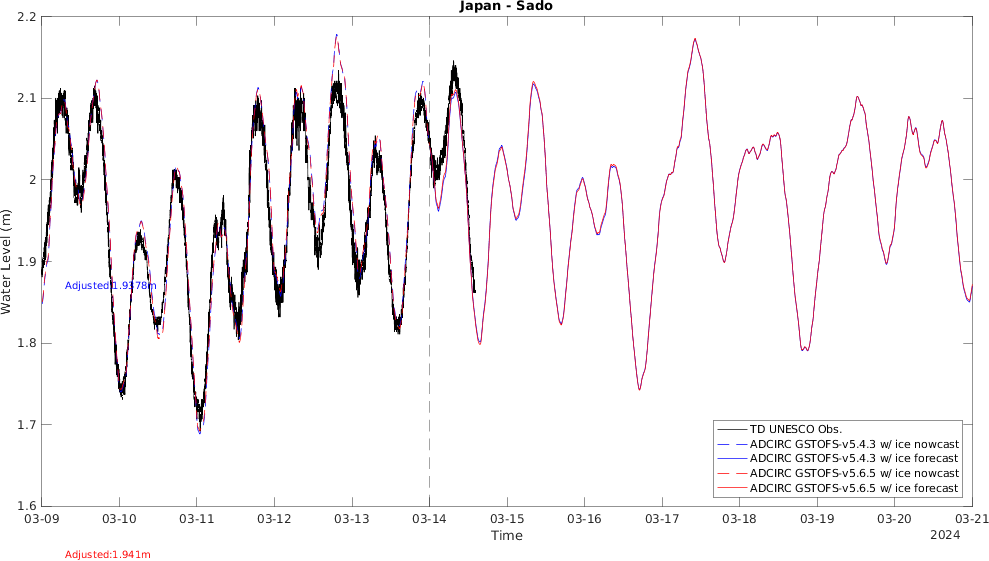 Japan - Sado
Water Level (m)
2.2
2.1
2
1.9
1.8
1.7
1.6
Adjusted:1.9378m
TD UNESCO Obs.
ADCIRC GSTOFS-v5.4.3 w/ ice nowcast
ADCIRC GSTOFS-v5.4.3 w/ ice forecast
ADCIRC GSTOFS-v5.6.5 w/ ice nowcast
ADCIRC GSTOFS-v5.6.5 w/ ice forecast
03-09 03-10 03-11 03-12 03-13 03-14 03-15 03-16 03-17 03-18 03-19 03-20 03-21
Time
2024
Adjusted:1.941m